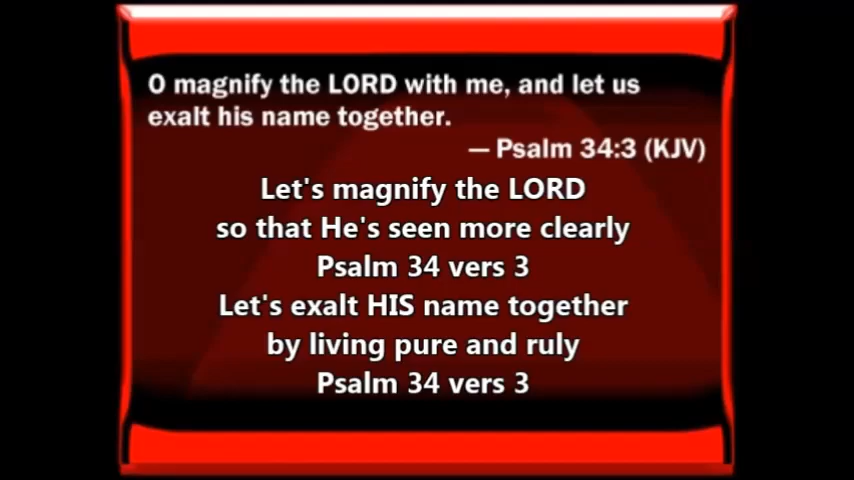 O magnify the LORD with me, and let us
exalt his name together.
— Psalm 34:3 (KJV)
Let's magnify the LORD
so that He's seen more clearly
Psalm 34 vers 3
Let's exalt HIS name together
by living pure and ruly
Psalm 34 vers 3